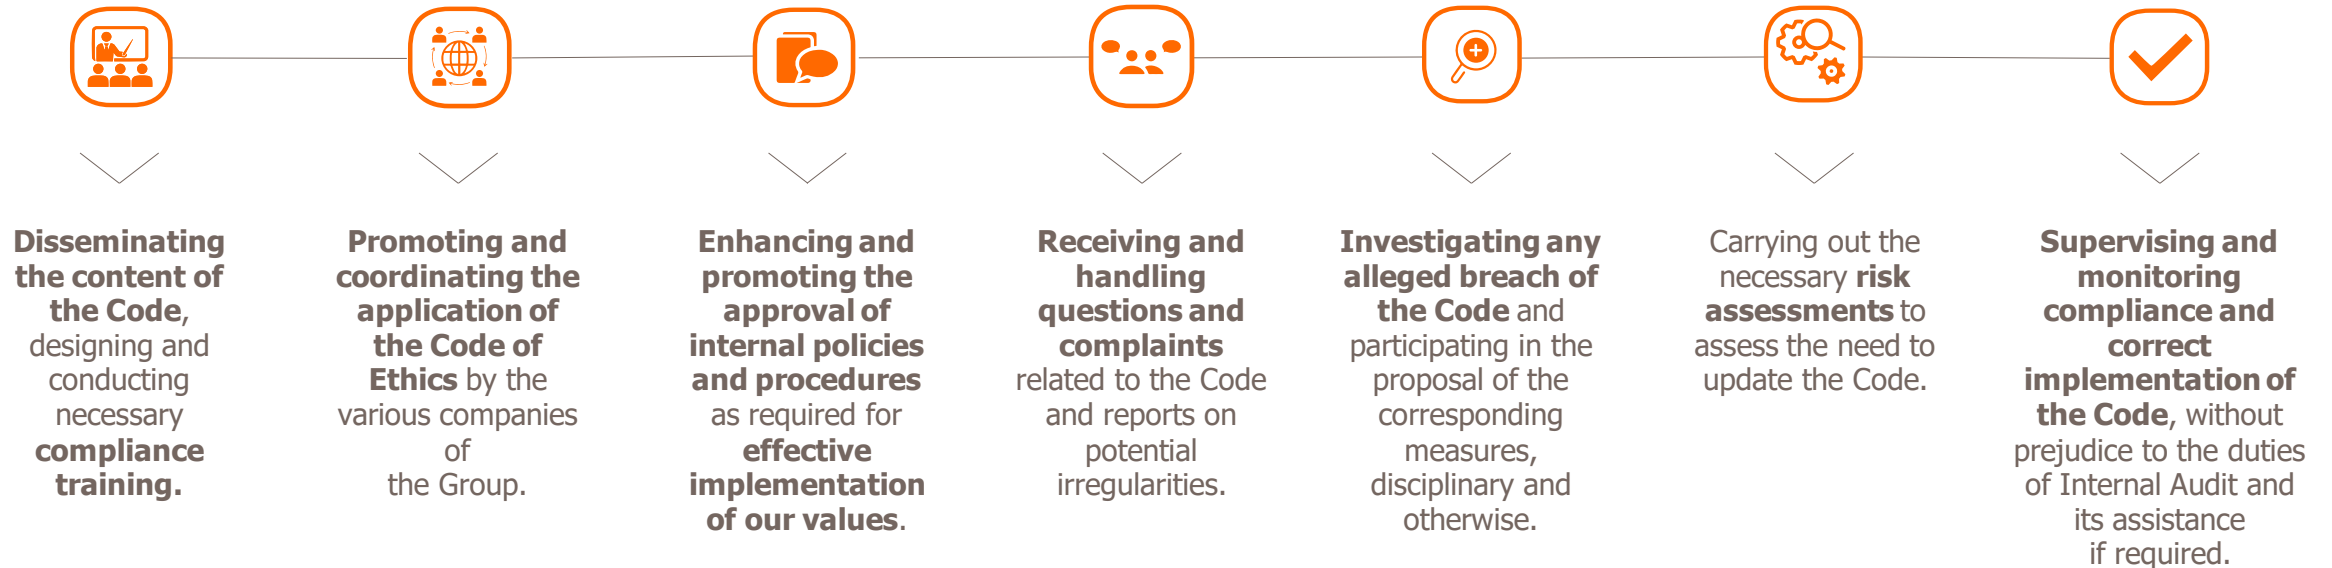 Disseminating
the content of
the Code,
designing and
conducting
necessary
compliance
training.
Promoting and
coordinating the
application of
the Code of
Ethics by the
various companies
of
the Group.
Enhancing and
promoting the
approval of
internal policies
and procedures
as required for
effective
implementation
of our values.
Receiving and
handling
questions and
complaints
related to the Code
and reports on
potential
irregularities.
Investigating any
alleged breach of
the Code and
participating in the
proposal of the
corresponding
measures,
disciplinary and
otherwise.
Carrying out the
necessary risk
assessments to
assess the need to
update the Code.
Supervising and
monitoring
compliance and
correct
implementation of
the Code, without
prejudice to the duties
of Internal Audit and
its assistance
if required.